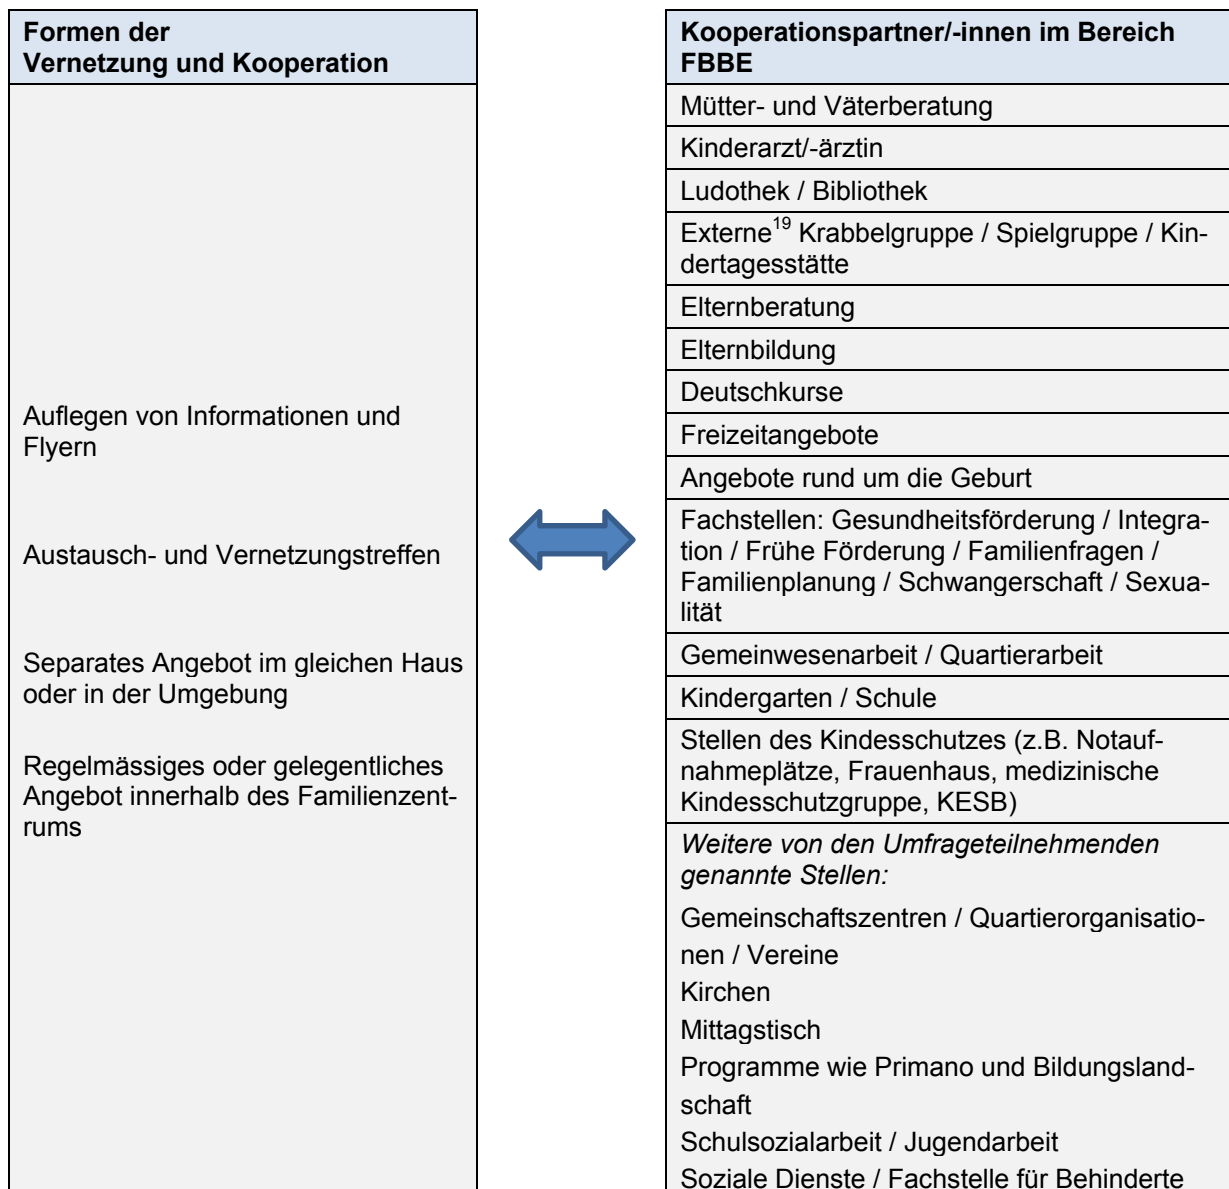 Formen der
Vernetzung und Kooperation
Auflegen von Informationen und
Flyern
Austausch- und Vernetzungstreffen
Separates Angebot im gleichen Haus
oder in der Umgebung
Regelmässiges oder gelegentliches
Angebot innerhalb des Familienzent-
rums
Kooperationspartner/-innen im Bereich
FBBE
Mütter- und Väterberatung
Kinderarzt/-ärztin
Ludothek / Bibliothek
Externe19 Krabbelgruppe / Spielgruppe / Kin-
dertagesstätte
Elternberatung
Elternbildung
Deutschkurse
Freizeitangebote
Angebote rund um die Geburt
Fachstellen: Gesundheitsförderung / Integra-
tion / Frühe Förderung / Familienfragen /
Familienplanung / Schwangerschaft / Sexua-
lität
Gemeinwesenarbeit / Quartierarbeit
Kindergarten / Schule
Stellen des Kindesschutzes (z.B. Notauf-
nahmeplätze, Frauenhaus, medizinische
Kindesschutzgruppe, KESB)
Weitere von den Umfrageteilnehmenden
genannte Stellen:
Gemeinschaftszentren / Quartierorganisatio-
nen / Vereine
Kirchen
Mittagstisch
Programme wie Primano und Bildungsland-
schaft
Schulsozialarbeit / Jugendarbeit
Soziale Dienste / Fachstelle für Behinderte